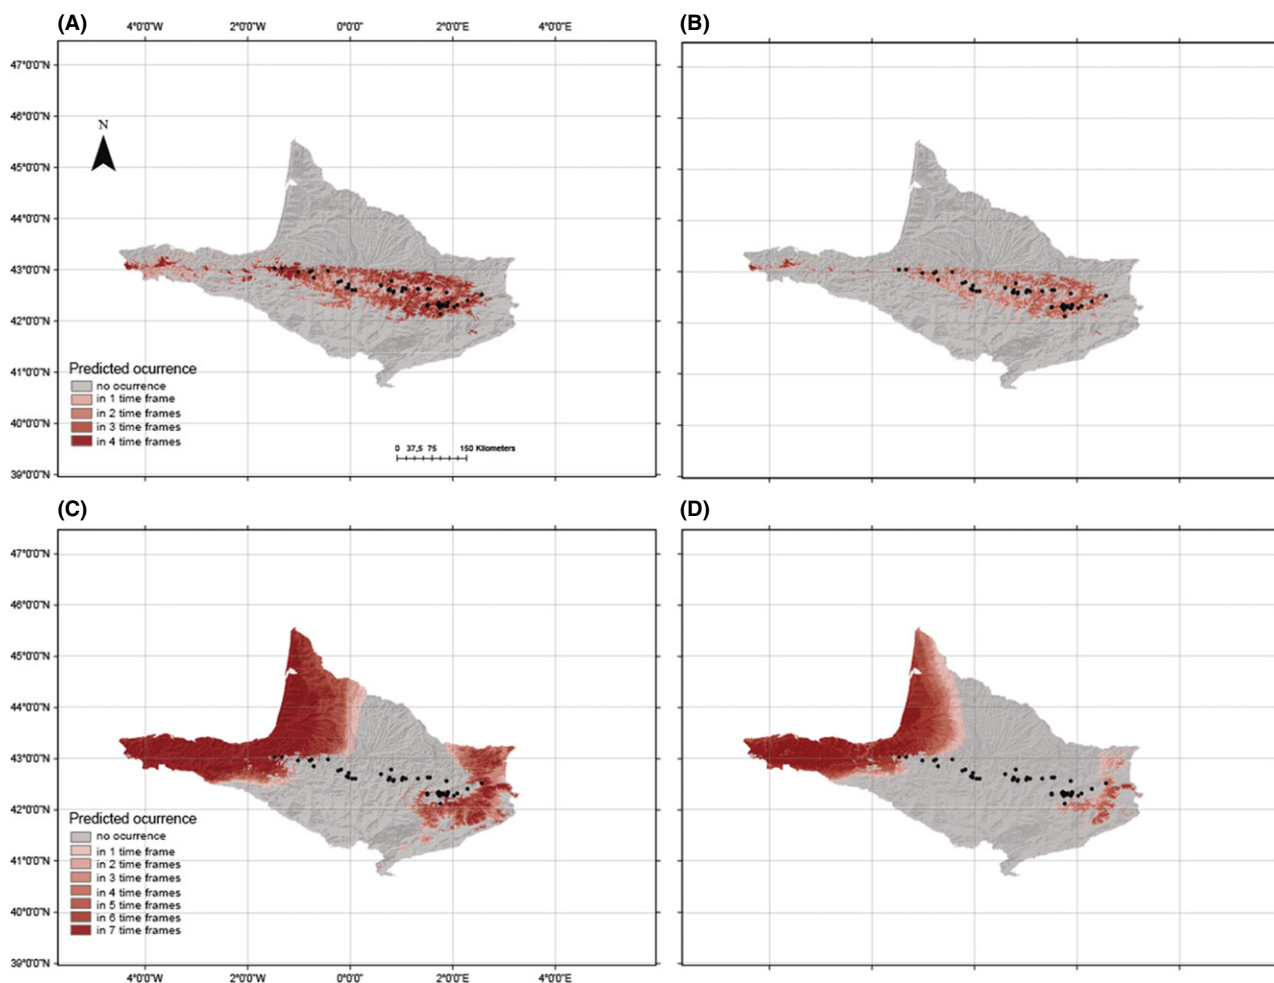 (A)
(B)
4°0'0"W 2°0'0"W 0°0'0" 2°0'0"E 4°0'0"E
47°0'0"N
46°0'0"N
N
45°0'0"N
44°0'0"N
43°0'0"N
42°0'0"N
41°0'0"N
Predicted ocurrence
no ocurrence
in 1 time frame
in 2 time frames
in 3 time frames
in 4 time frames
40°0'0"N
0 37,5 75 150 Kilometers
39°0'0"N
(C)
(D)
47°0'0"N
46°0'0"N
45°0'0"N
44°0'0"N
43°0'0"N
42°0'0"N
Predicted ocurrence
no ocurrence
in 1 time frame
in 2 time frames
in 3 time frames
in 4 time frames
in 5 time frames
in 6 time frames
in 7 time frames
41°0'0"N
40°0'0"N
39°0'0"N
4°0'0"W 2°0'0"W 0°0'0" 2°0'0"E 4°0'0"E